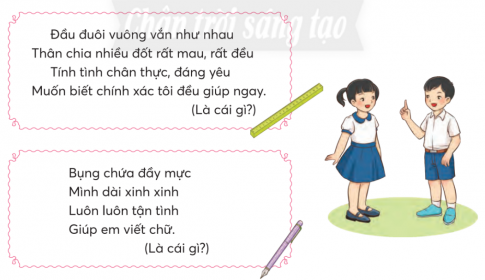 Chân trời sáng tạo
Đầu đuôi vuông vắn như nhau
Thân chia nhiều đốt rất mau, rất đều
Tính tình chân thực, đáng yêu
Muốn biết chính xác tôi đều giúp ngay.
(Là cái gì?)
Bụng chứa đầy mực
Mình dài xinh xinh
Luôn luôn tận tình
Giúp em viết chữ.
(Là cái gì?)